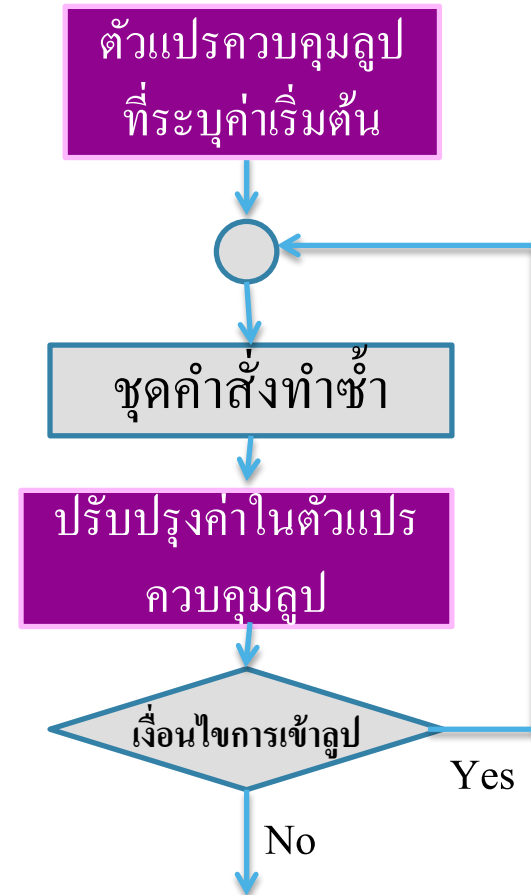 ตัวแปรควบคุมลูป
ที่ระบุค่าเริ่มต้น
ชุดคำสั่งทำซ้ำ
ปรับปรุงค่าในตัวแปร
ควบคุมลูป
เงื่อนไขการเข้าลูป
Yes
No